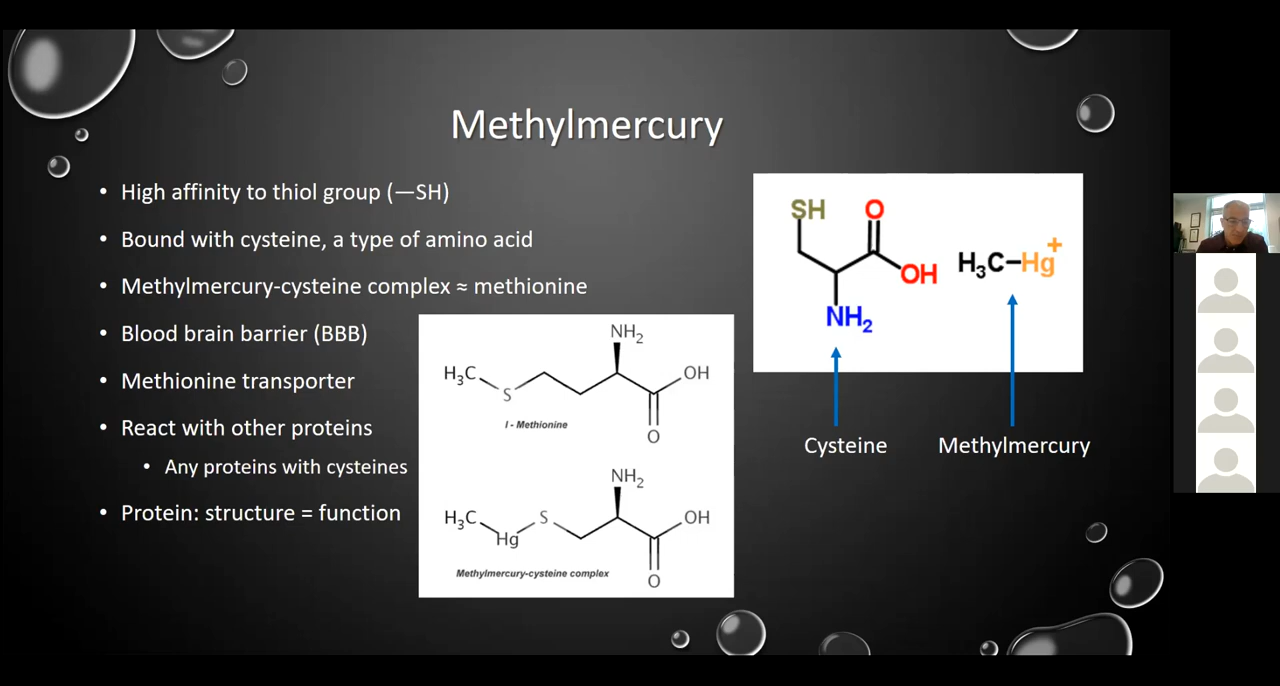 Methylmercury
• High affinity to thiol group (—SH)
• Bound with cysteine, a type of amino acid
• Methylmercury-cysteine complex ≈ methionine
• Blood brain barrier (BBB)
• Methionine transporter
• React with other proteins
• Any proteins with cysteines
• Protein: structure = function
NH₂
H₃C
S
OH
O
l - Methionine
NH₂
H₃C
Hg
S
OH
O
Methylmercury-cysteine complex
SH
O
OH
NH₂
H₃C–Hg⁺
Cysteine
Methylmercury